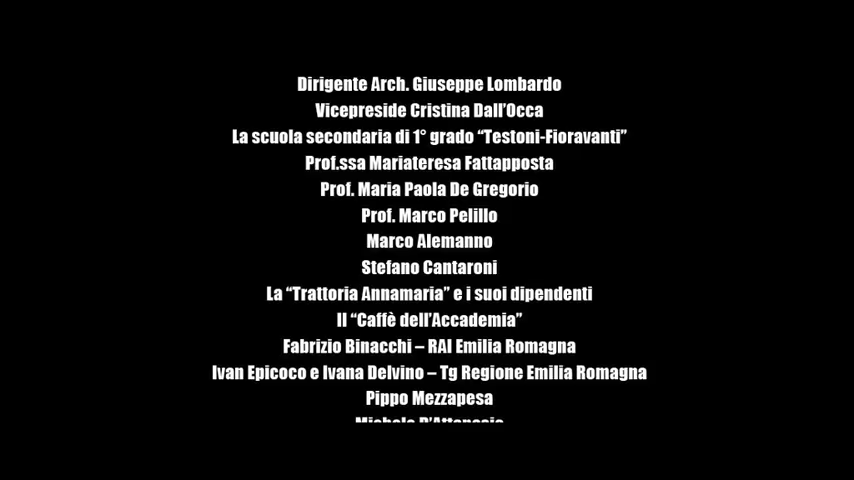 Dirigente Arch. Giuseppe Lombardo
Vicepreside Cristina Dall’Occa
La scuola secondaria di 1° grado “Testoni-Fioravanti”
Prof.ssa Mariateresa Fattapposta
Prof. Maria Paola De Gregorio
Prof. Marco Pelillo
Marco Alemanno
Stefano Cantaroni
La “Trattoria Annamaria” e i suoi dipendenti
Il “Caffè dell’Accademia”
Fabrizio Binacchi – RAI Emilia Romagna
Ivan Epicoco e Ivana Delvino – Tg Regione Emilia Romagna
Pippo Mezzapesa